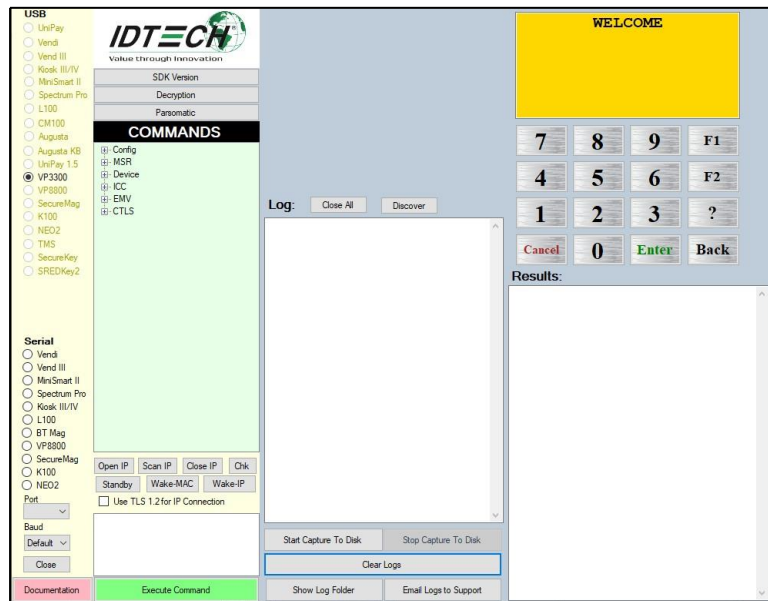 USB
UniPay
Vendi
Vend III
Kiosk III/IV
MiniSmart II
Spectrum Pro
L100
CM100
Augusta
Augusta KB
UniPay 1.5
VP3300
VP8800
SecureMag
K100
NEO2
TMS
SecureKey
SREDKey2
Serial
Vendi
Vend III
MiniSmart II
Spectrum Pro
Kiosk III/IV
L100
BT Mag
VP8800
SecureMag
K100
NEO2
Port
Baud
Default
Close
Documentation
IDTECH®
Value through Innovation
SDK Version
Decryption
Parsomatic
COMMANDS
Config
MSR
Device
ICC
EMV
CTLS
Open IP Scan IP Close IP Chk
Standby Wake-MAC Wake-IP
Use TLS 1.2 for IP Connection
Execute Command
Log: Close All Discover
Start Capture To Disk Stop Capture To Disk
Clear Logs
Show Log Folder Email Logs to Support
WELCOME
7 8 9 F1
4 5 6 F2
1 2 3 ?
Cancel 0 Enter Back
Results: